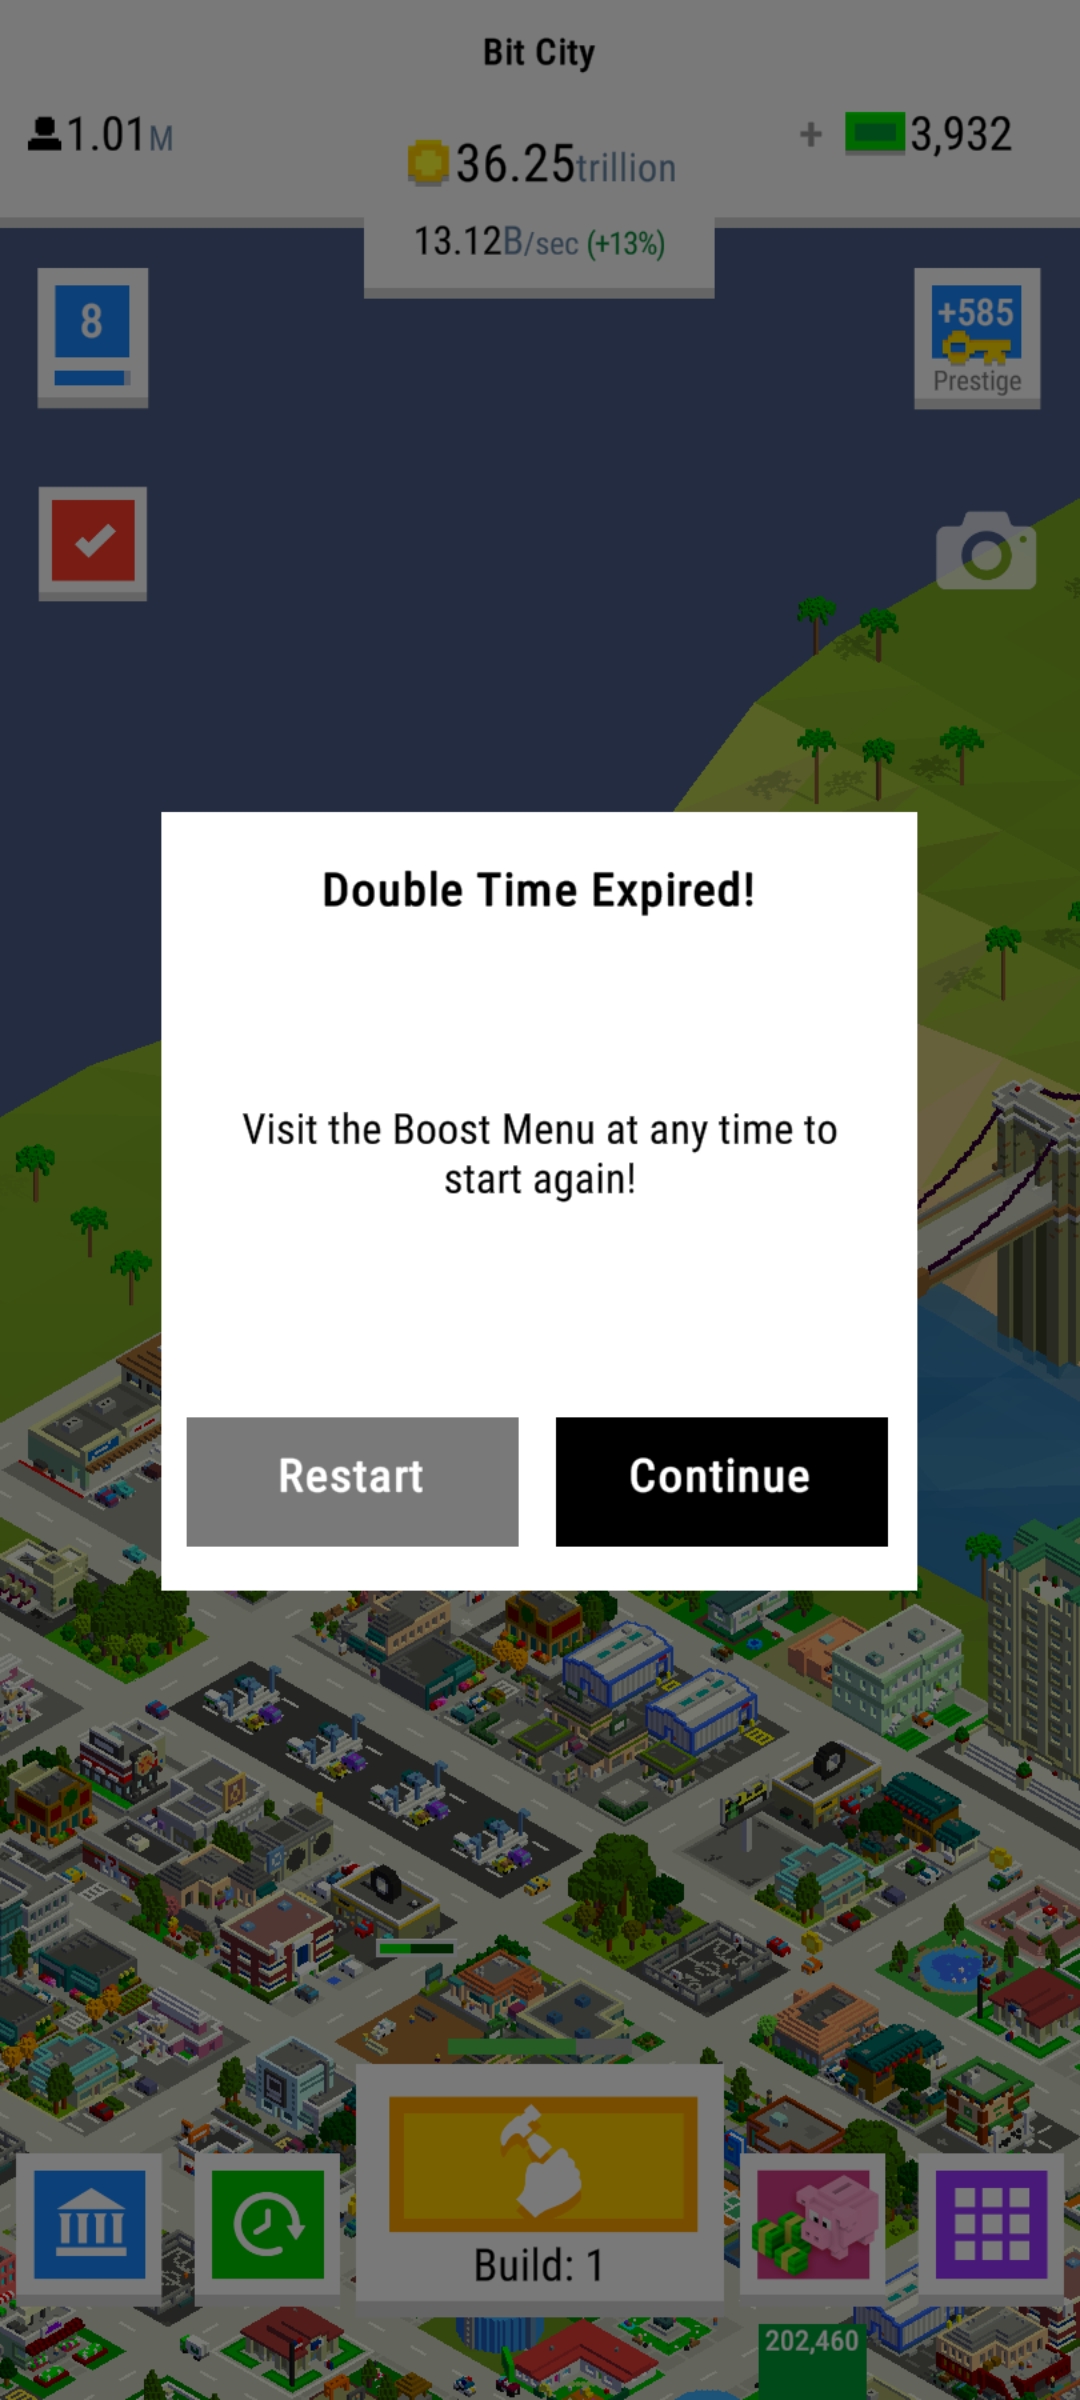 Bit City
1.01M
36.25trillion
+ 3,932
13.12B/sec (+13%)
8
+585
Prestige
Double Time Expired!
Visit the Boost Menu at any time to
start again!
Restart
Continue
Build: 1
202,460